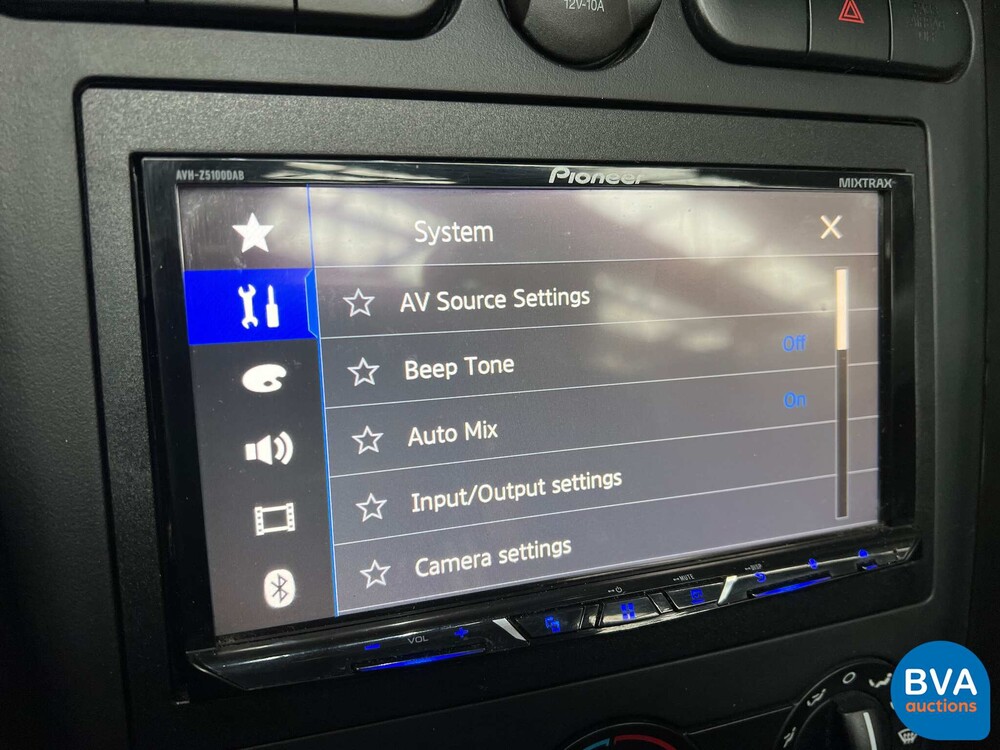 12V-10A
AVH-Z5100DAB
Pioneer
MIXTRAX
System
AV Source Settings
Beep Tone
Off
Auto Mix
On
Input/Output settings
Camera settings
VOL
MUTE
DISP
BVA
auctions